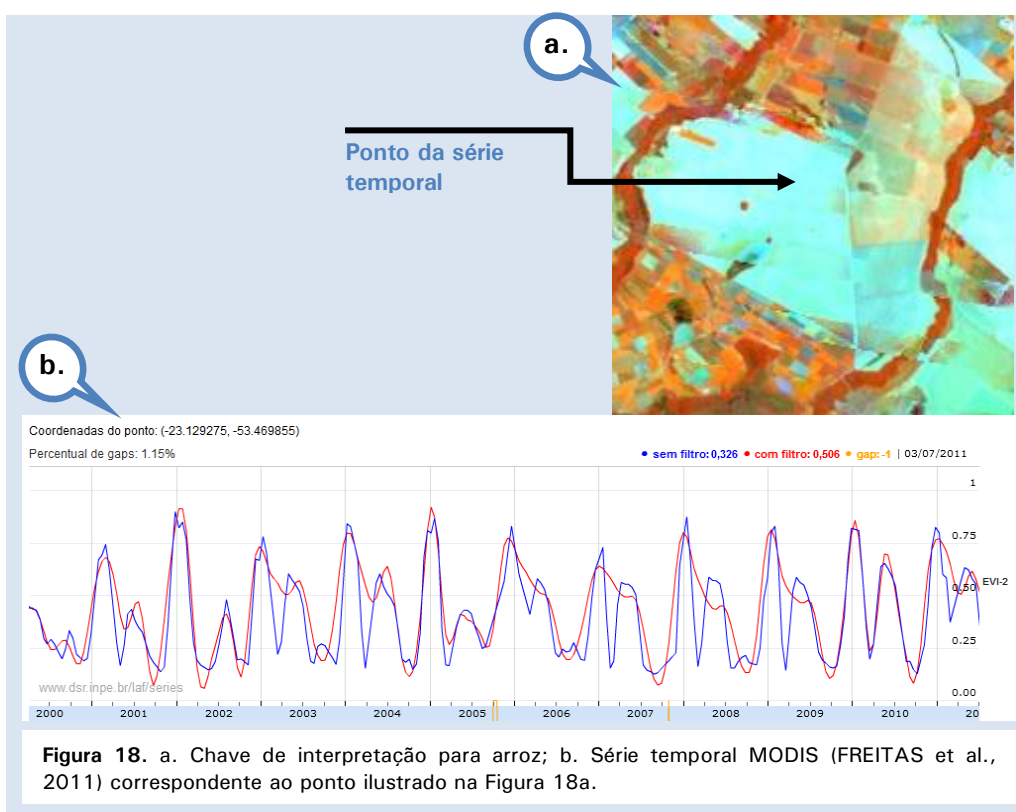 a.
Ponto da série
temporal
b.
Coordenadas do ponto: (-23.129275, -53.469855)
Percentual de gaps: 1.15%
• sem filtro: 0,326 • com filtro: 0,506 • gap: -1 | 03/07/2011
1
0.75
0.50
EVI-2
0.25
0.00
www.dsr.inpe.br/laf/series
2000 2001 2002 2003 2004 2005 2006 2007 2008 2009 2010 20
Figura 18. a. Chave de interpretação para arroz; b. Série temporal MODIS (FREITAS et al.,
2011) correspondente ao ponto ilustrado na Figura 18a.